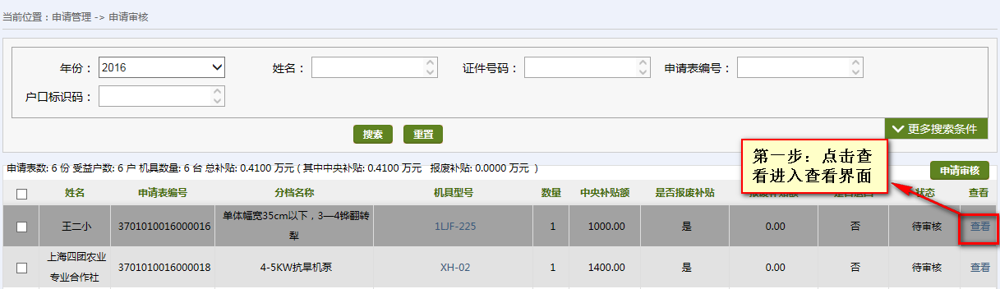 当前位置：申请管理 -> 申请审核
年份： 2016 姓名： 证件号码： 申请表编号：
户口标识码：
搜索 重置
更多搜索条件
第一步：点击查
看进入查看界面
申请表数: 6 份 受益户数: 6 户 机具数量: 6 台 总补贴: 0.4100 万元 ( 其中中央补贴: 0.4100 万元 报废补贴: 0.0000 万元 )
申请审核
姓名 申请表编号 分档名称 机具型号 数量 中央补贴额 是否报废补贴 报废补贴额 是否退回 状态 查看
王二小 3701010016000016 单体幅宽35cm以下，3—4铧翻转
犁 1LJF-225 1 1000.00 是 0.00 否 待审核 查看
上海四团农业
专业合作社 3701010016000018 4-5KW抗旱机泵 XH-02 1 1400.00 是 0.00 否 待审核 查看